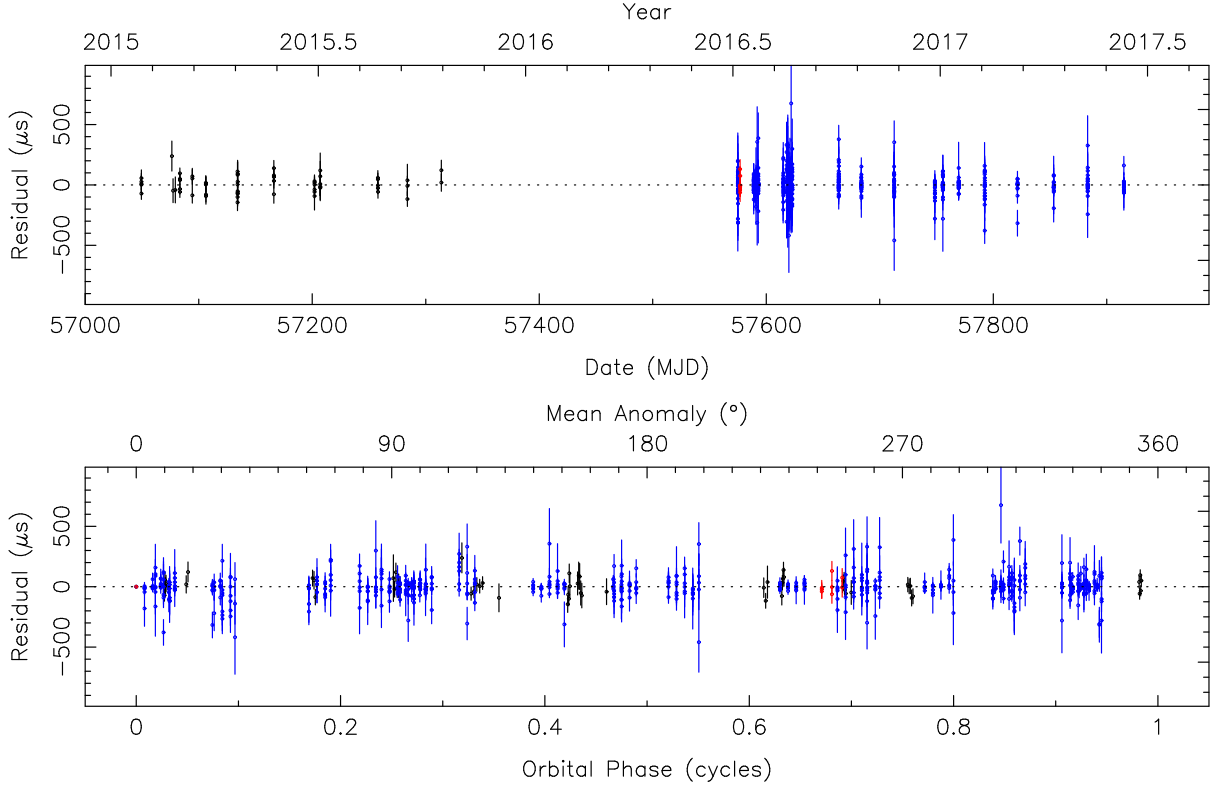 Year
2015 2015.5 2016 2016.5 2017 2017.5
Residual (μs)
500
0
−500
57000 57200 57400 57600 57800
Date (MJD)
Mean Anomaly (°)
0 90 180 270 360
Residual (μs)
500
0
−500
0 0.2 0.4 0.6 0.8 1
Orbital Phase (cycles)